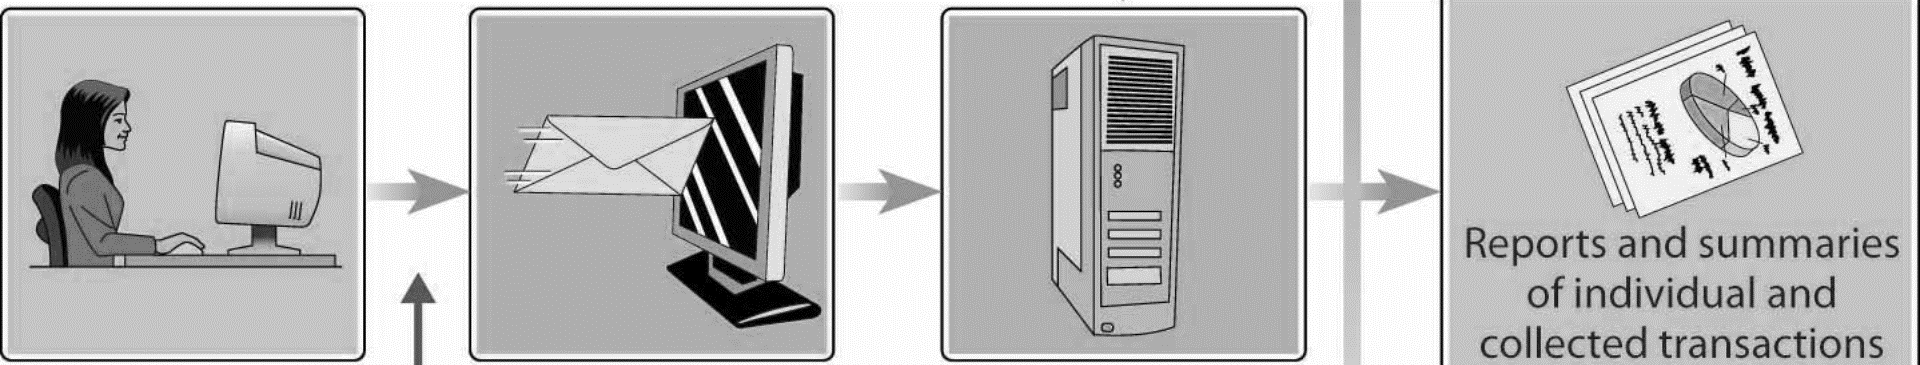 Reports and summaries
of individual and
collected transactions